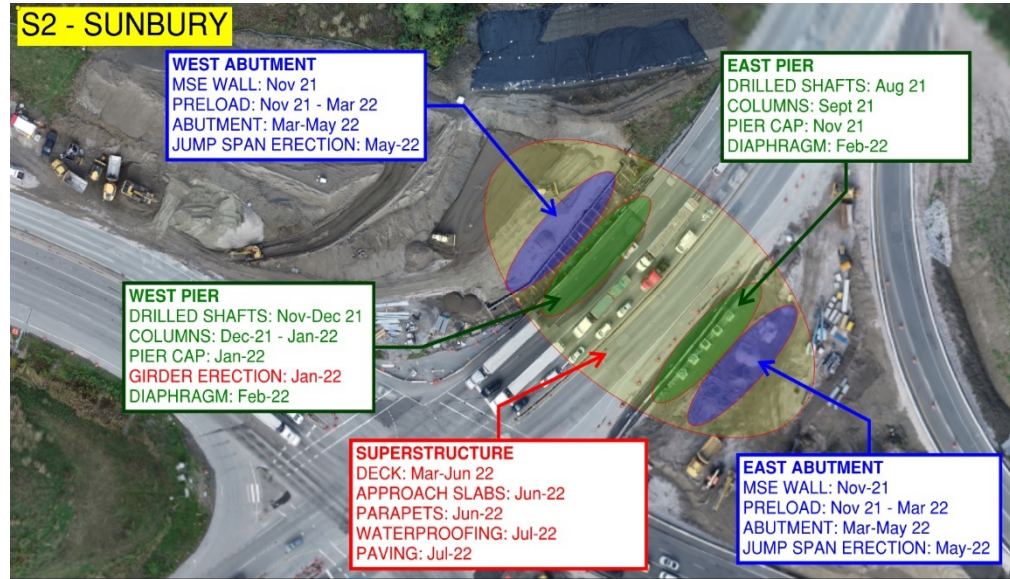 S2 - SUNBURY
WEST ABUTMENT
MSE WALL: Nov 21
PRELOAD: Nov 21 - Mar 22
ABUTMENT: Mar-May 22
JUMP SPAN ERECTION: May-22
EAST PIER
DRILLED SHAFTS: Aug 21
COLUMNS: Sept 21
PIER CAP: Nov 21
DIAPHRAGM: Feb-22
WEST PIER
DRILLED SHAFTS: Nov-Dec 21
COLUMNS: Dec-21 - Jan-22
PIER CAP: Jan-22
GIRDER ERECTION: Jan-22
DIAPHRAGM: Feb-22
SUPERSTRUCTURE
DECK: Mar-Jun 22
APPROACH SLABS: Jun-22
PARAPETS: Jun-22
WATERPROOFING: Jul-22
PAVING: Jul-22
EAST ABUTMENT
MSE WALL: Nov-21
PRELOAD: Nov 21 - Mar 22
ABUTMENT: Mar-May 22
JUMP SPAN ERECTION: May-22